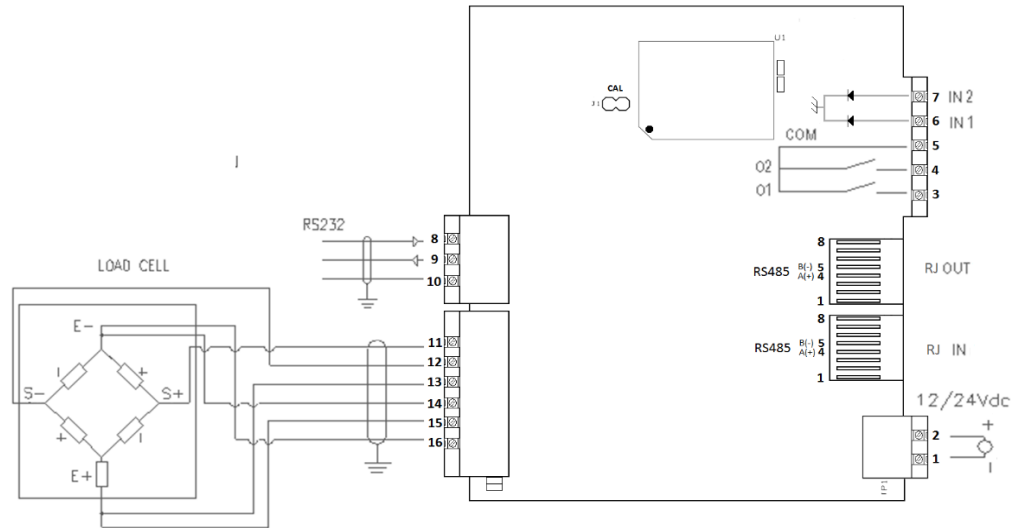 U1
CAL
J1
7 IN 2
6 IN 1
COM
5
O2
4
O1
3
J
RS232
8
9
10
8
RS485 B(-) 5
A(+) 4
RJ OUT
1
8
RS485 B(-) 5
A(+) 4
RJ IN
1
LOAD CELL
E-
S-
S+
E+
11
12
13
14
15
16
12/24Vdc
+
2
1
-